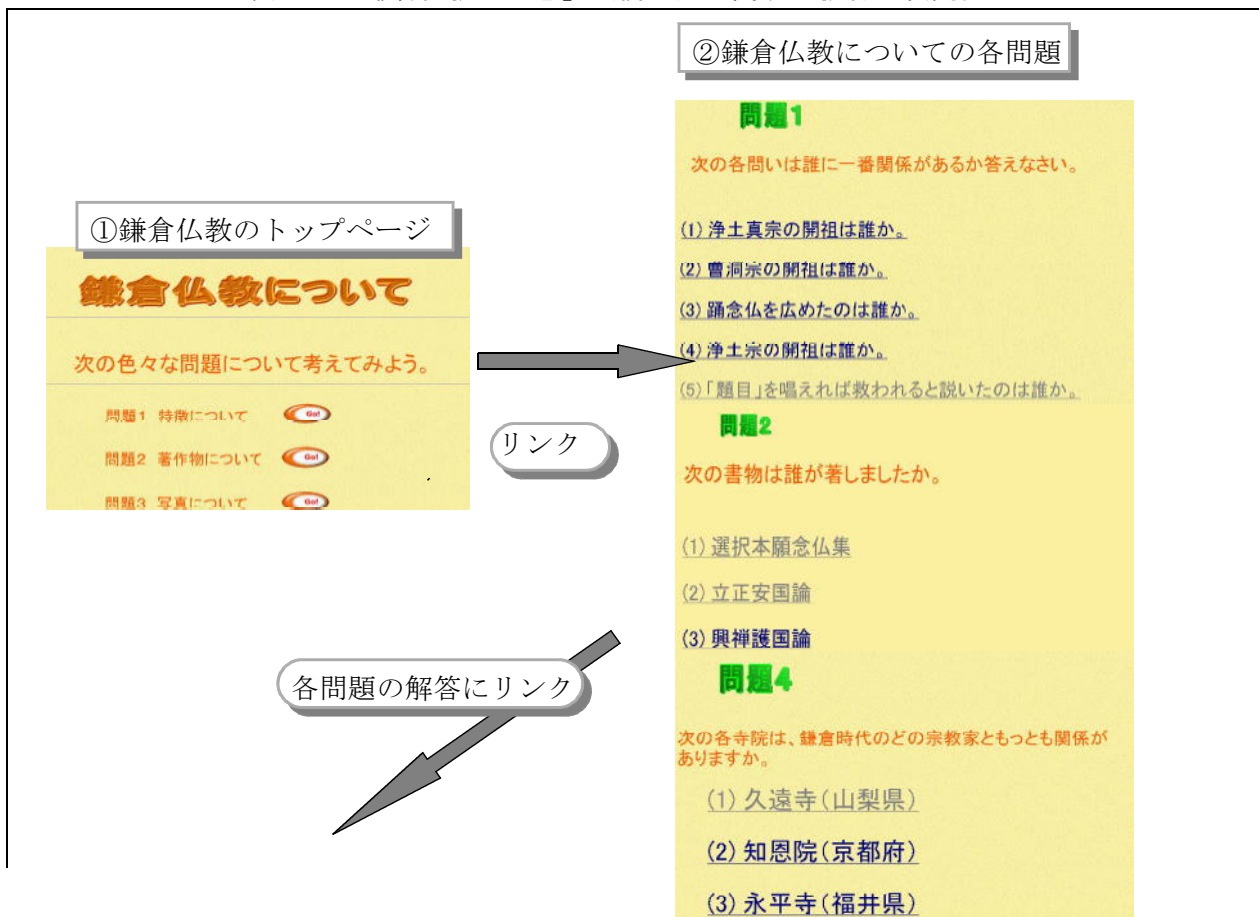 ①鎌倉仏教のトップページ
鎌倉仏教について
次の色々な問題について考えてみよう。
問題1 特徴について Go!
問題2 著作物について Go!
問題3 写真について Go!
リンク
②鎌倉仏教についての各問題
問題1
次の各問いは誰に一番関係があるか答えなさい。
(1) 浄土真宗の開祖は誰か。
(2) 曹洞宗の開祖は誰か。
(3) 踊念仏を広めたのは誰か。
(4) 浄土宗の開祖は誰か。
(5)「題目」を唱えれば救われると説いたのは誰か。
問題2
次の書物は誰が著しましたか。
(1) 選択本願念仏集
(2) 立正安国論
(3) 興禅護国論
問題4
次の各寺院は、鎌倉時代のどの宗教家ともっとも関係が
ありますか。
(1) 久遠寺(山梨県)
(2) 知恩院(京都府)
(3) 永平寺(福井県)
各問題の解答にリンク